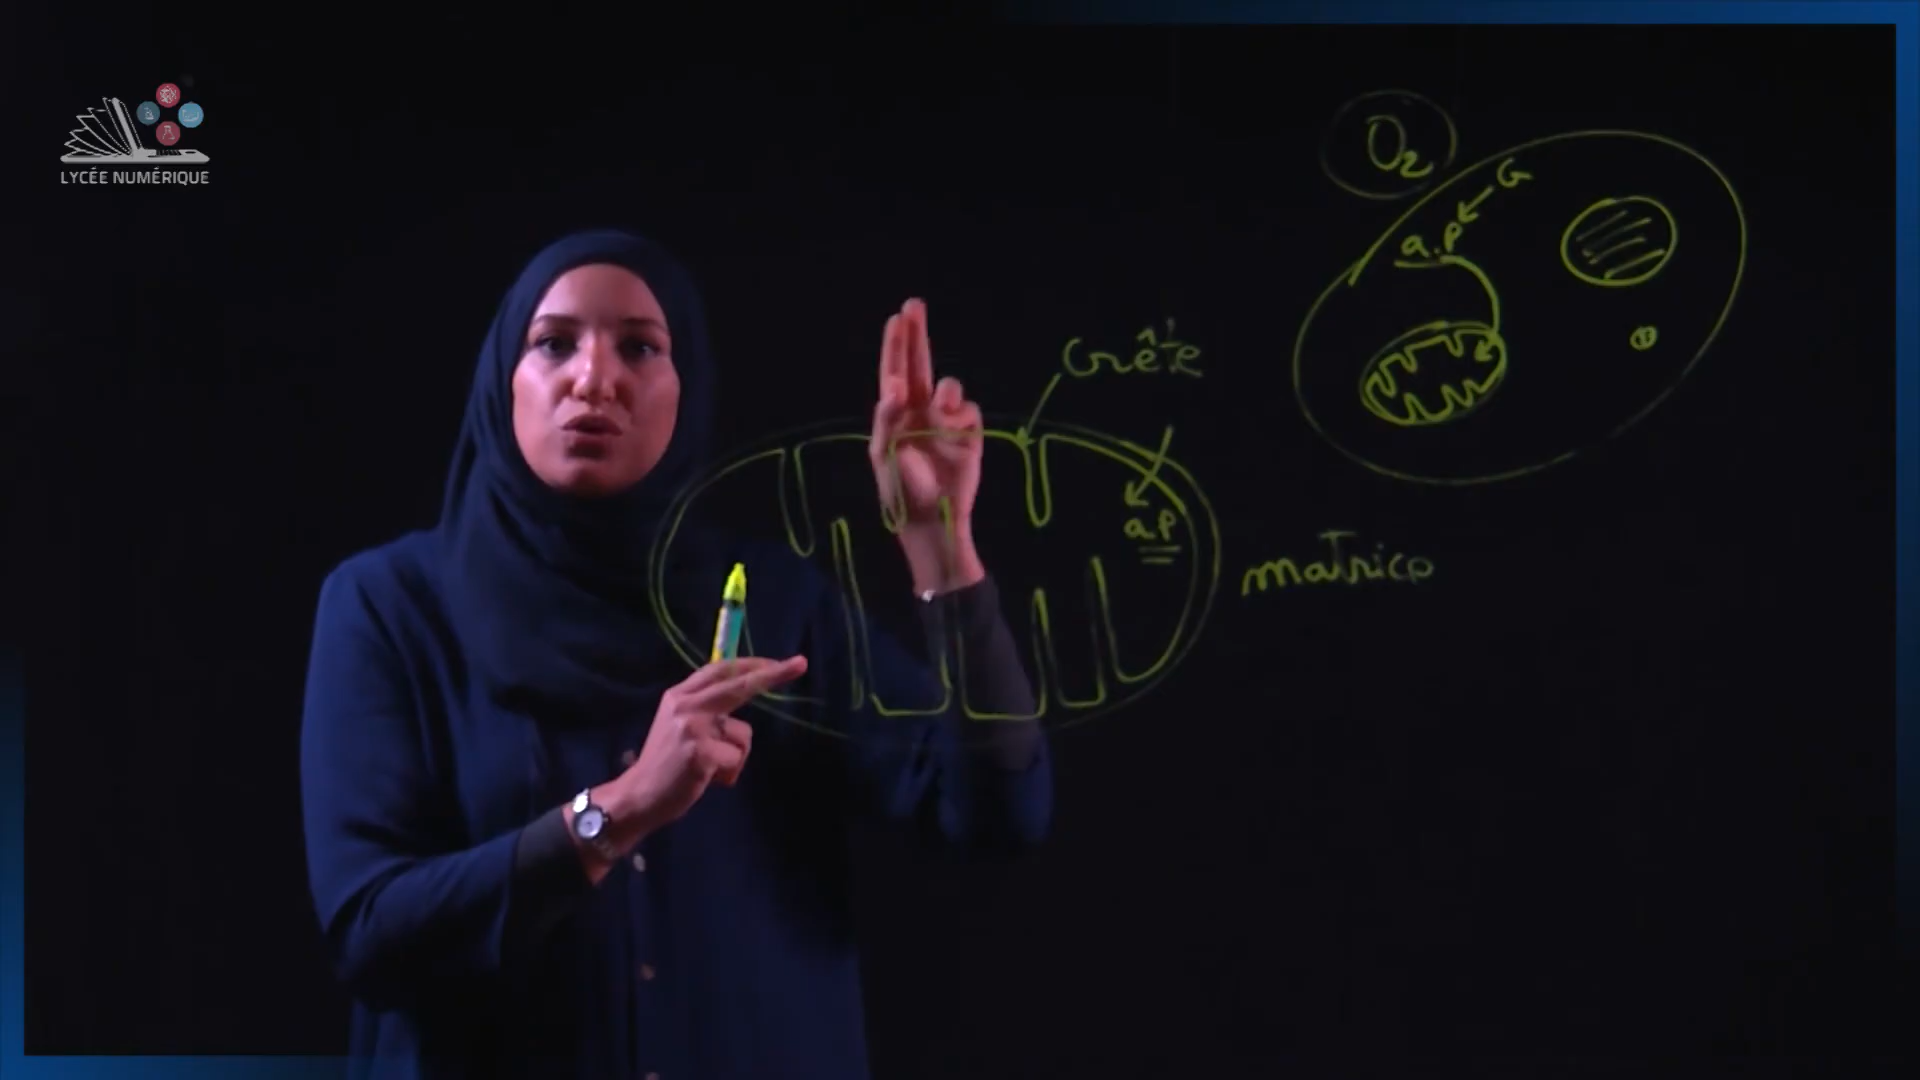 LYCÉE NUMÉRIQUE
O2
G
a.p
Crête
a.p
matrice